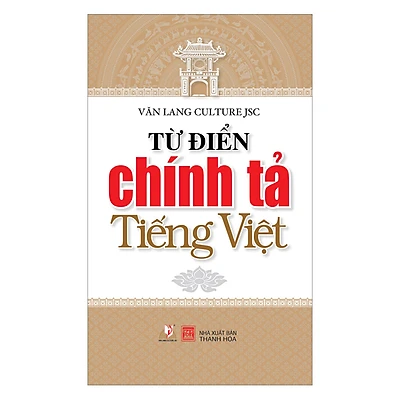 VĂN LANG CULTURE JSC
TỪ ĐIỂN
chính tả
Tiếng Việt
NHÀ XUẤT BẢN
THANH HÓA